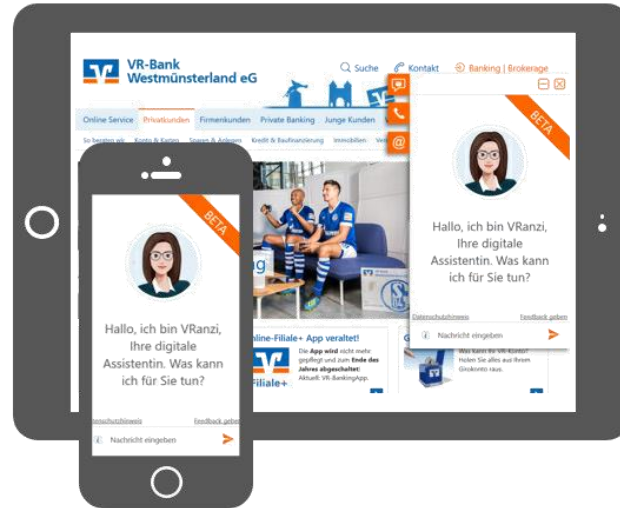 VR-Bank
Westmünsterland eG
Suche
Kontakt
Banking | Brokerage
Online Service
Privatkunden
Firmenkunden
Private Banking
Junge Kunden
So beraten wir
Konto & Karten
Sparen & Anlegen
Kredit & Baufinanzierung
Immobilien
BETA
Hallo, ich bin VRanzi,
Ihre digitale
Assistentin. Was kann
ich für Sie tun?
Datenschutzhinweis
Feedback geben
Nachricht eingeben
nline-Filiale+ App veraltet!
Die App wird nicht mehr
gepflegt und zum Ende des
Jahres abgeschaltet:
Aktuell: VR-BankingApp.
Filiale+
Was kann Ihr VR-Konto?
Holen Sie alles aus Ihrem
Girokonto raus.
BETA
Hallo, ich bin VRanzi,
Ihre digitale
Assistentin. Was kann
ich für Sie tun?
tenschutzhinweis
Feedback geben
Nachricht eingeben